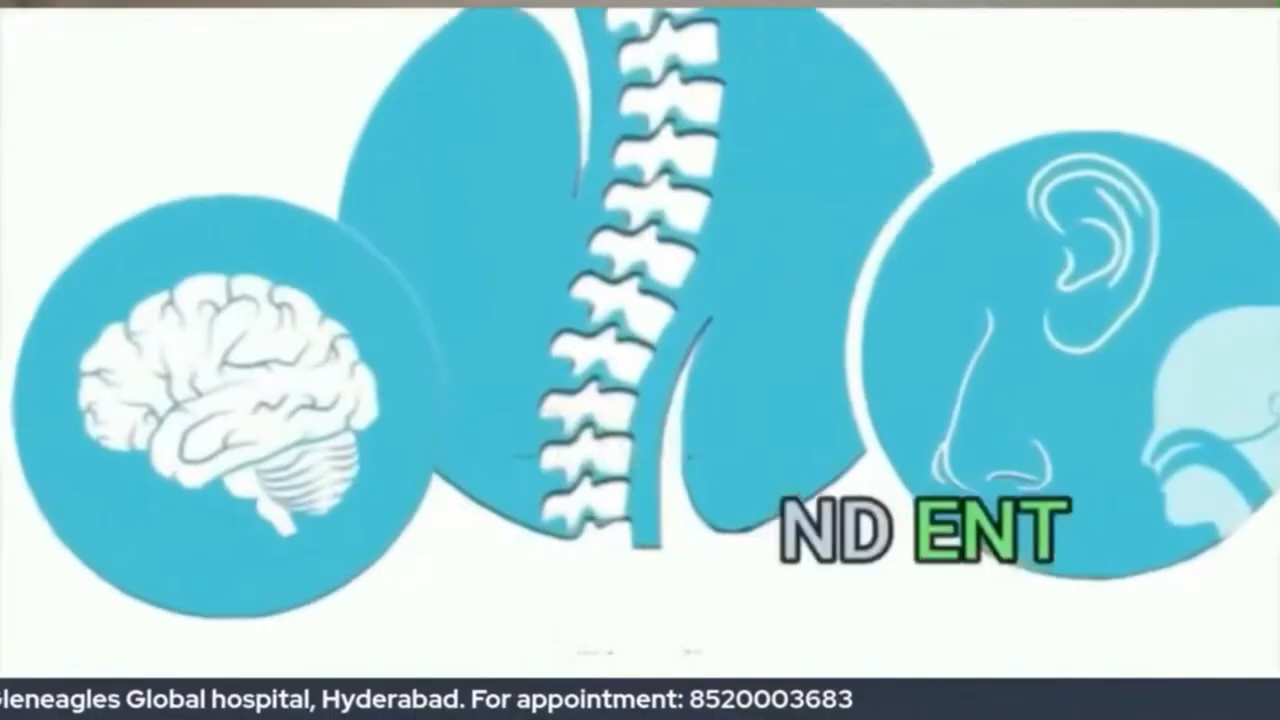 ND ENT
leneagles Global hospital, Hyderabad. For appointment: 8520003683